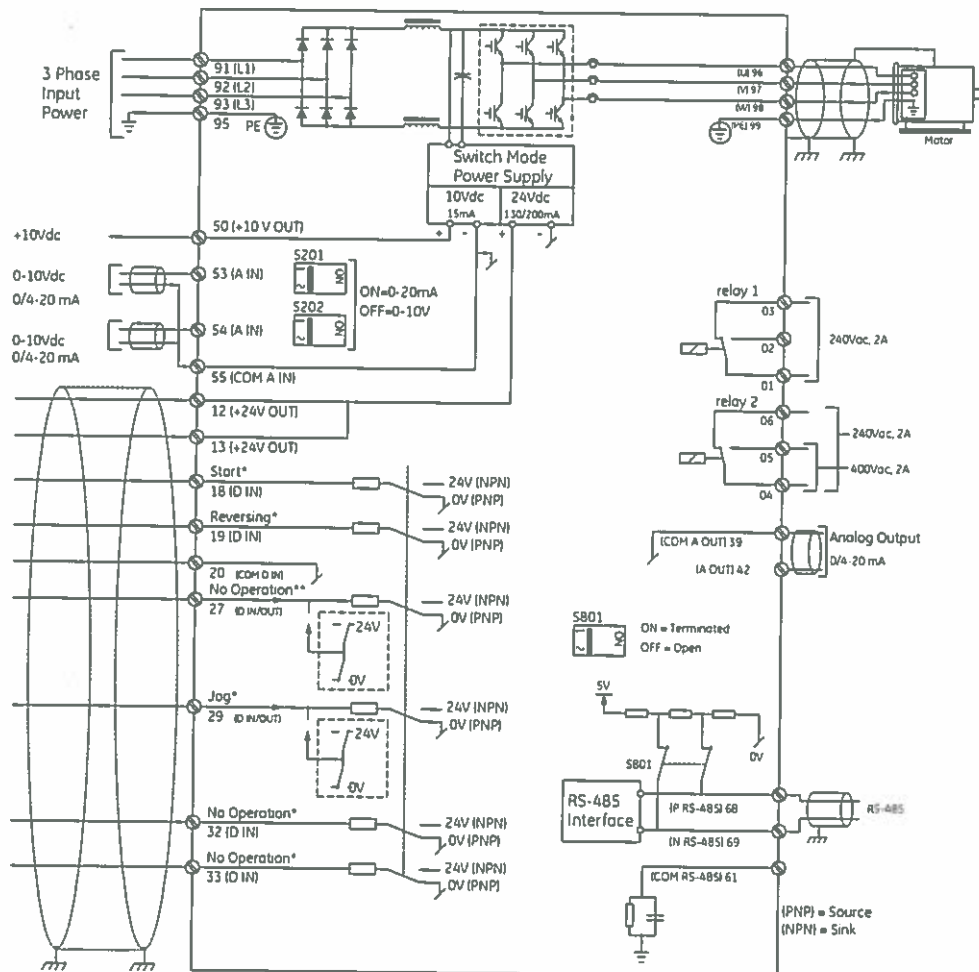 3 Phase
Input
Power
91 (L1)
92 (L2)
93 (L3)
95
PE
(U) 96
(V) 97
(W) 98
(PE) 99
Motor
Switch Mode
Power Supply
10Vdc
15mA
24Vdc
130/200mA
+ - + -
+10Vdc
50 (+10 V OUT)
0-10Vdc
0/4-20 mA
53 (A IN)
S201
ON
1 2
ON=0-20mA
OFF=0-10V
S202
ON
1 2
0-10Vdc
0/4-20 mA
54 (A IN)
55 (COM A IN)
12 (+24V OUT)
13 (+24V OUT)
Start*
18 (D IN)
24V (NPN)
0V (PNP)
Reversing*
19 (D IN)
24V (NPN)
0V (PNP)
20 (COM D IN)
No Operation**
27 (D IN/OUT)
24V (NPN)
0V (PNP)
24V
0V
Jog*
29 (D IN/OUT)
24V (NPN)
0V (PNP)
24V
0V
No Operation*
32 (D IN)
24V (NPN)
0V (PNP)
No Operation*
33 (D IN)
24V (NPN)
0V (PNP)
relay 1
03
02
01
240Vac, 2A
relay 2
06
05
04
240Vac, 2A
400Vac, 2A
(COM A OUT) 39
(A OUT) 42
Analog Output
0/4-20 mA
S801
ON
1 2
ON = Terminated
OFF = Open
5V
0V
S801
RS-485
Interface
(P RS-485) 68
(N RS-485) 69
RS-485
(COM RS-485) 61
(PNP) = Source
(NPN) = Sink